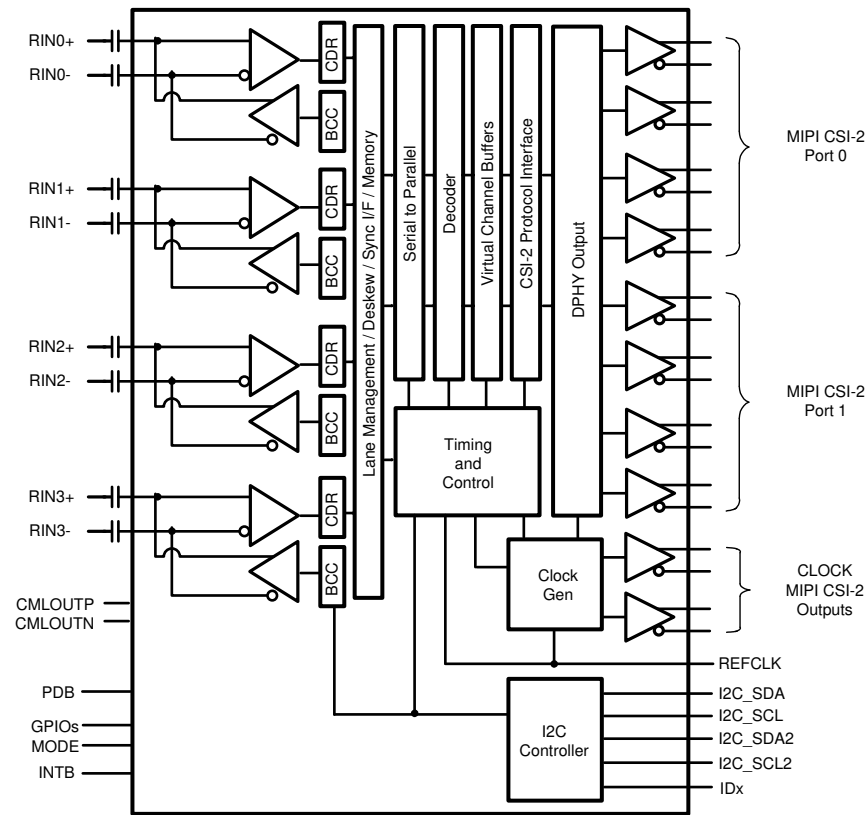 RIN0+
RIN0-
CDR
BCC
RIN1+
RIN1-
CDR
BCC
RIN2+
RIN2-
CDR
BCC
RIN3+
RIN3-
CDR
BCC
Lane Management / Deskew / Sync I/F / Memory
Serial to Parallel
Decoder
Virtual Channel Buffers
CSI-2 Protocol Interface
DPHY Output
Timing
and
Control
Clock
Gen
I2C
Controller
MIPI CSI-2
Port 0
MIPI CSI-2
Port 1
CLOCK
MIPI CSI-2
Outputs
CMLOUTP
CMLOUTN
PDB
GPIOs
MODE
INTB
REFCLK
I2C_SDA
I2C_SCL
I2C_SDA2
I2C_SCL2
IDx